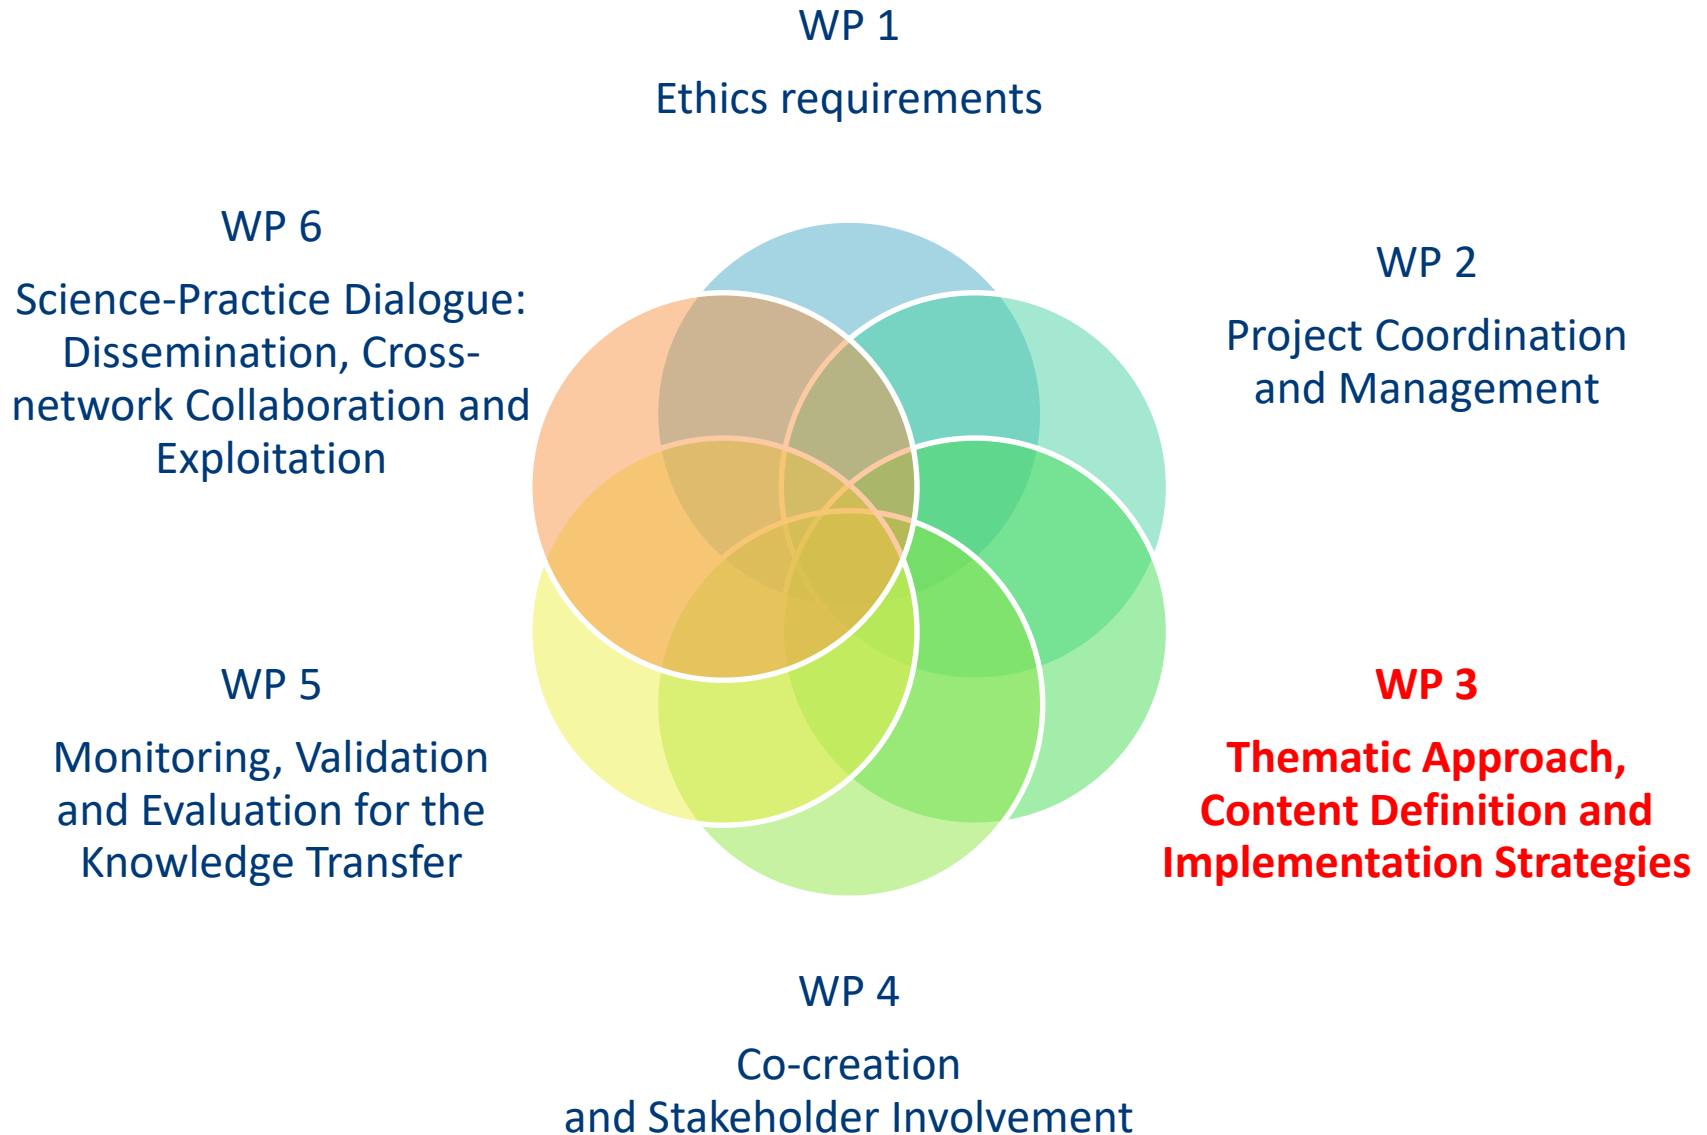 WP 1
Ethics requirements
WP 6
Science-Practice Dialogue:
Dissemination, Cross-
network Collaboration and
Exploitation
WP 2
Project Coordination
and Management
WP 5
Monitoring, Validation
and Evaluation for the
Knowledge Transfer
WP 3
Thematic Approach,
Content Definition and
Implementation Strategies
WP 4
Co-creation
and Stakeholder Involvement